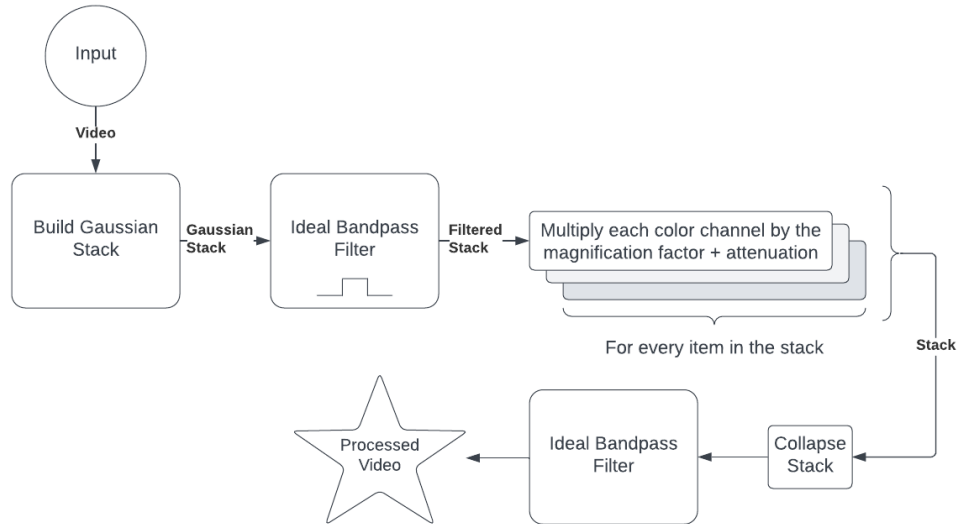 Input
Video
Build Gaussian
Stack
Gaussian
Stack
Ideal Bandpass
Filter
Filtered
Stack
Multiply each color channel by the
magnification factor + attenuation
For every item in the stack
Stack
Collapse
Stack
Ideal Bandpass
Filter
Processed
Video